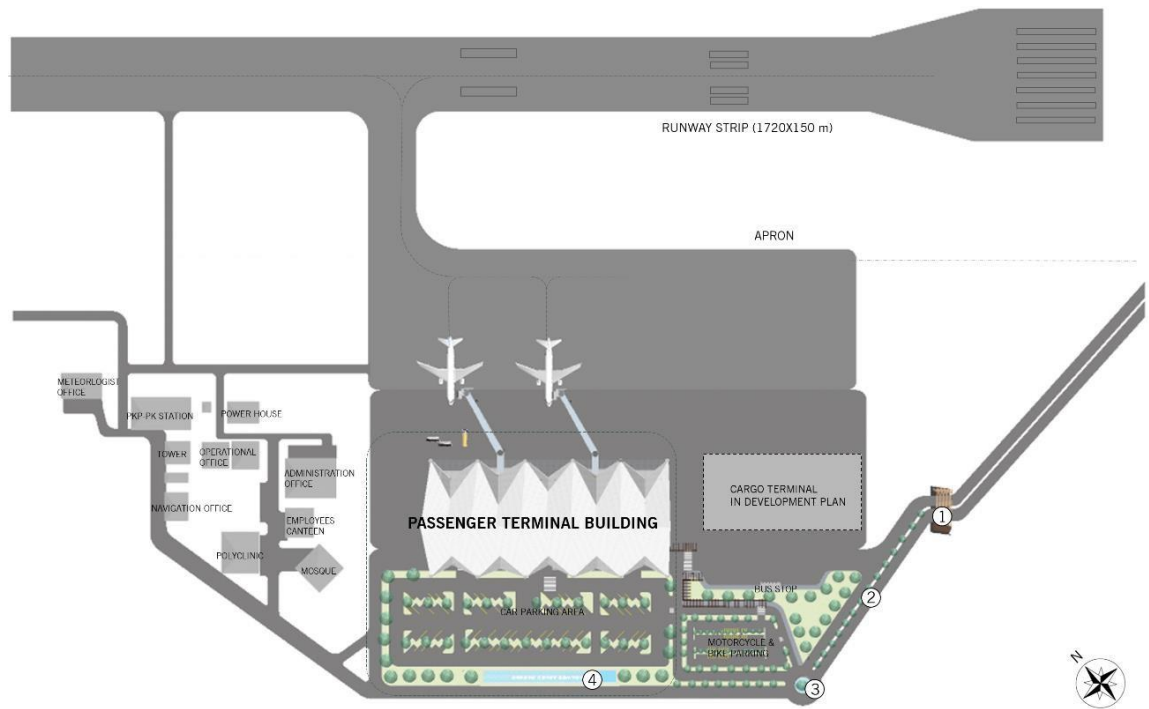 RUNWAY STRIP (1720X150 m)
APRON
METEORLOGIST
OFFICE
PKP-PK STATION
POWER HOUSE
TOWER
OPERATIONAL
OFFICE
ADMINISTRATION
OFFICE
NAVIGATION OFFICE
EMPLOYEES
CANTEEN
POLYCLINIC
MOSQUE
PASSENGER TERMINAL BUILDING
CARGO TERMINAL
IN DEVELOPMENT PLAN
1
2
BUS STOP
CAR PARKING AREA
MOTORCYCLE &
BIKE PARKING
4
3
N